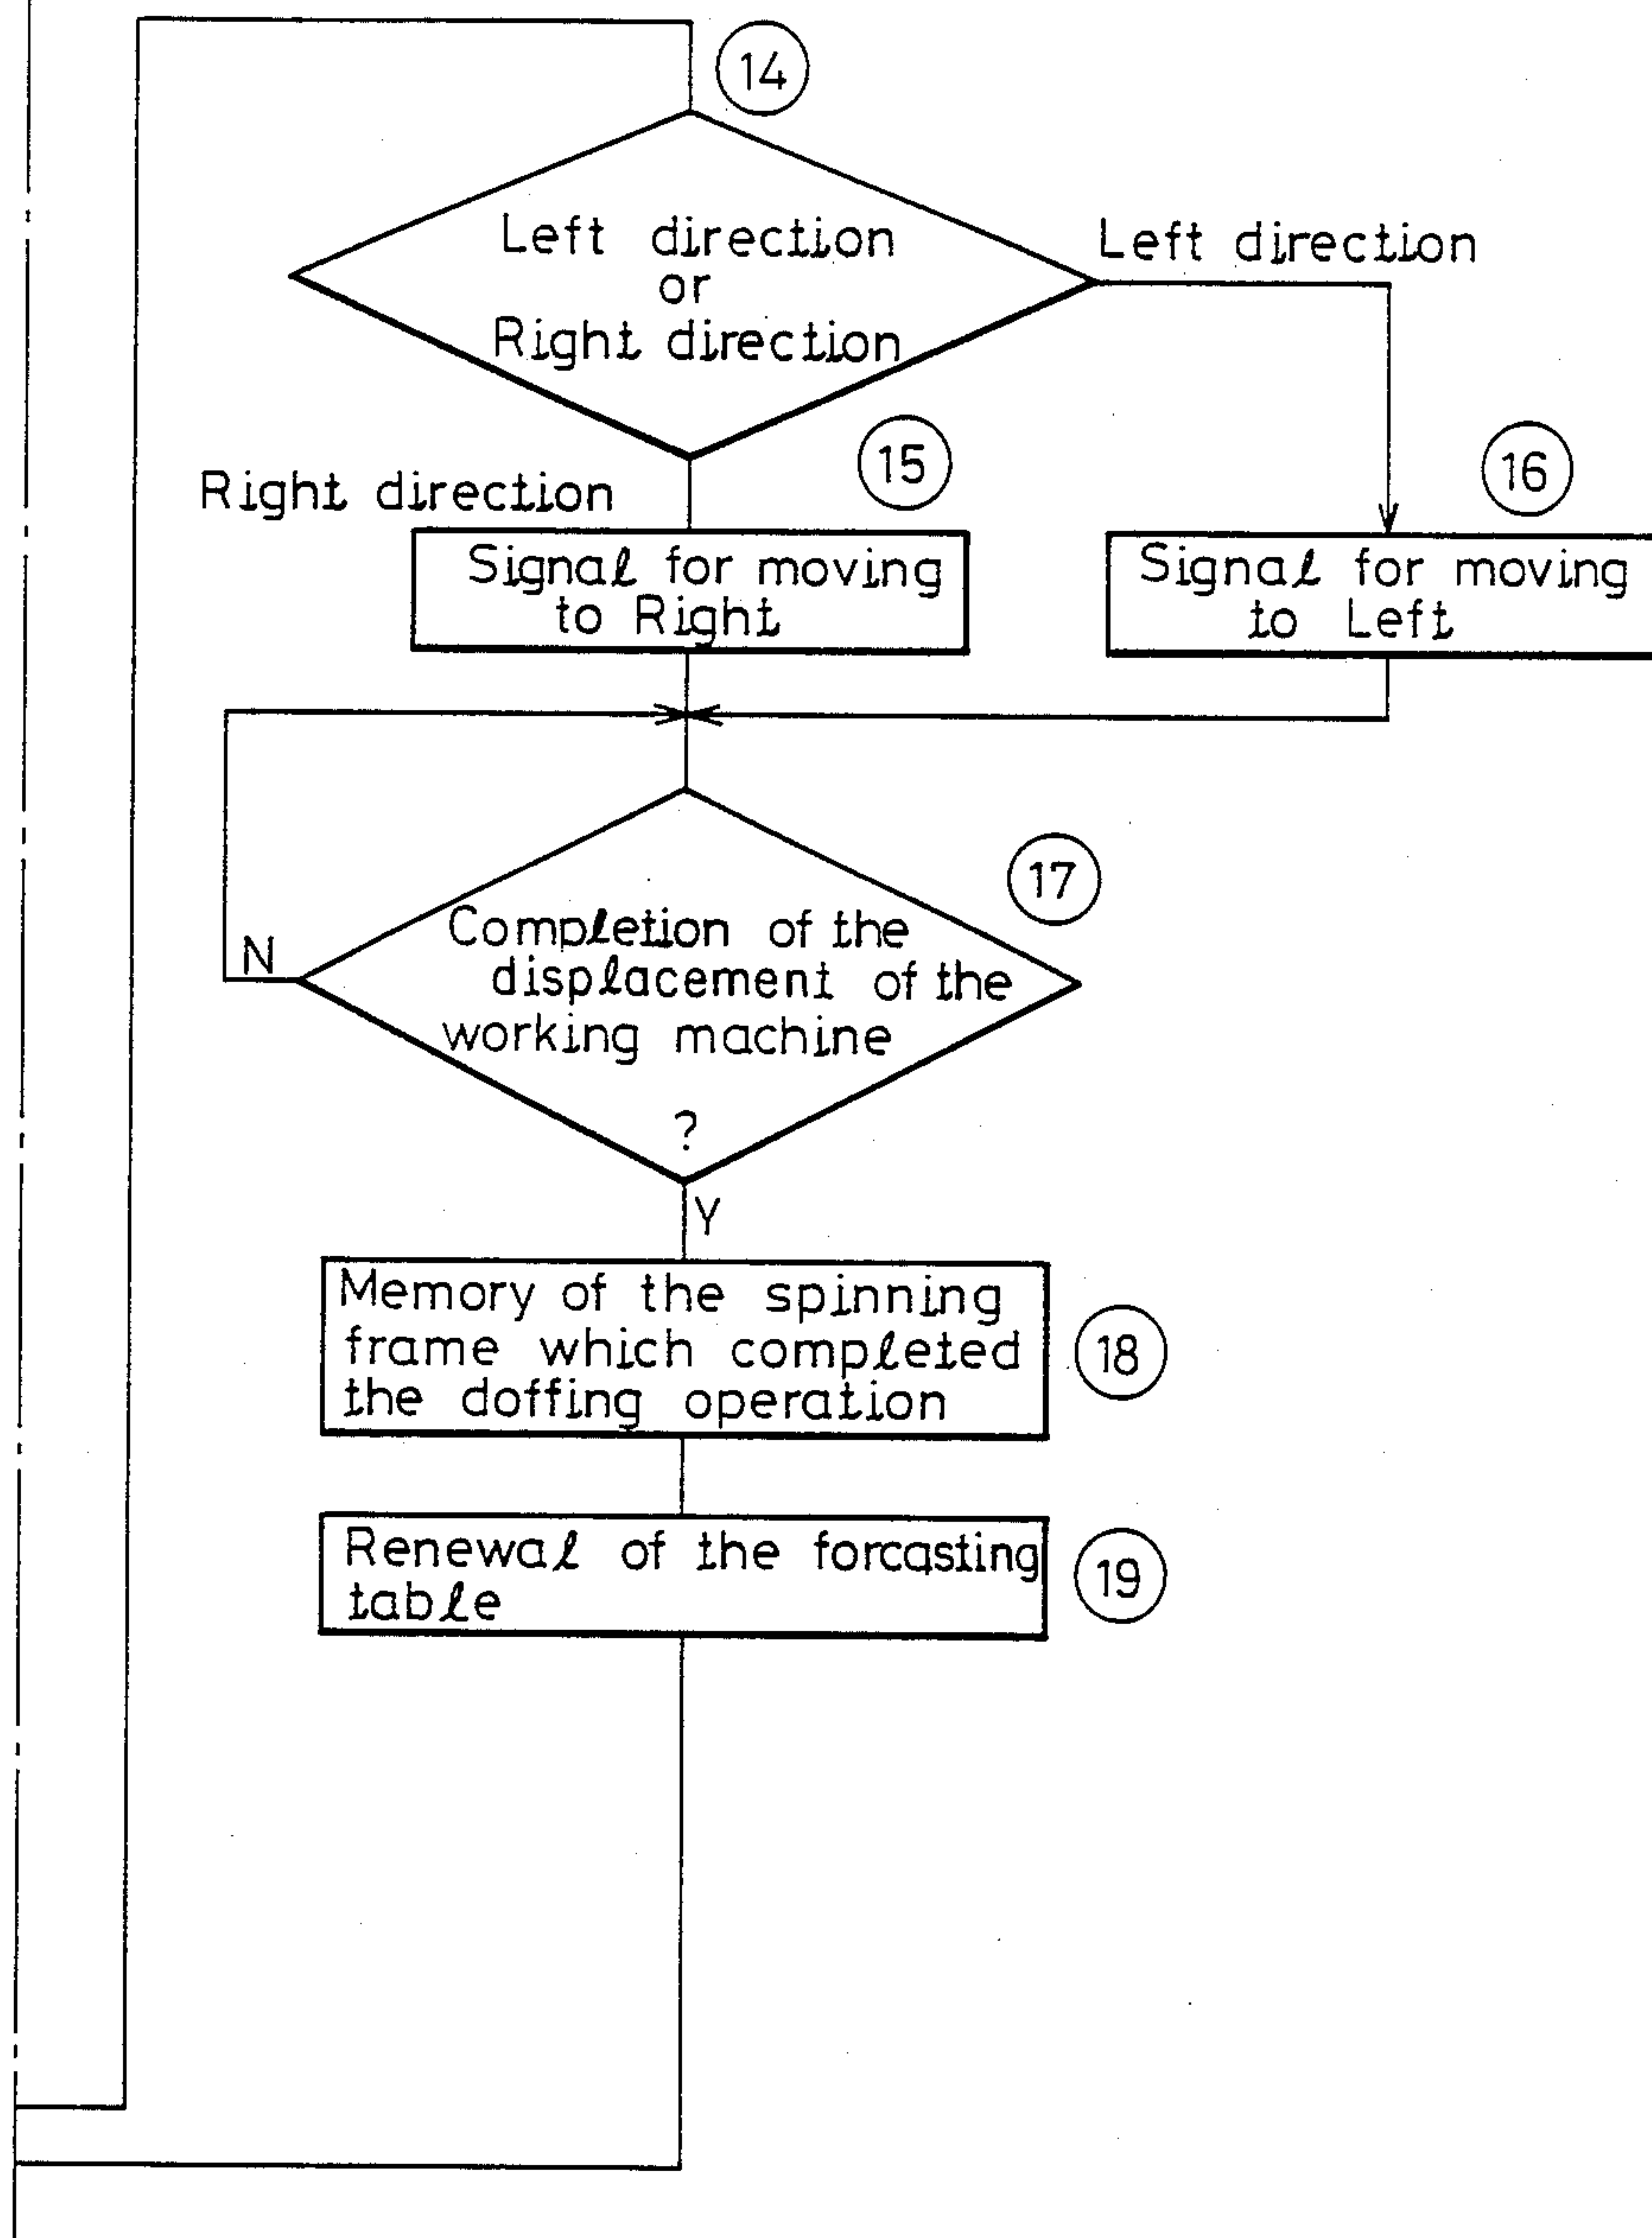 14
Left direction
or
Right direction
Left direction
Right direction
15
16
Signal for moving
to Right
Signal for moving
to Left
17
N
Completion of the
displacement of the
working machine
?
Y
Memory of the spinning
frame which completed
the doffing operation
18
Renewal of the forcasting
table
19